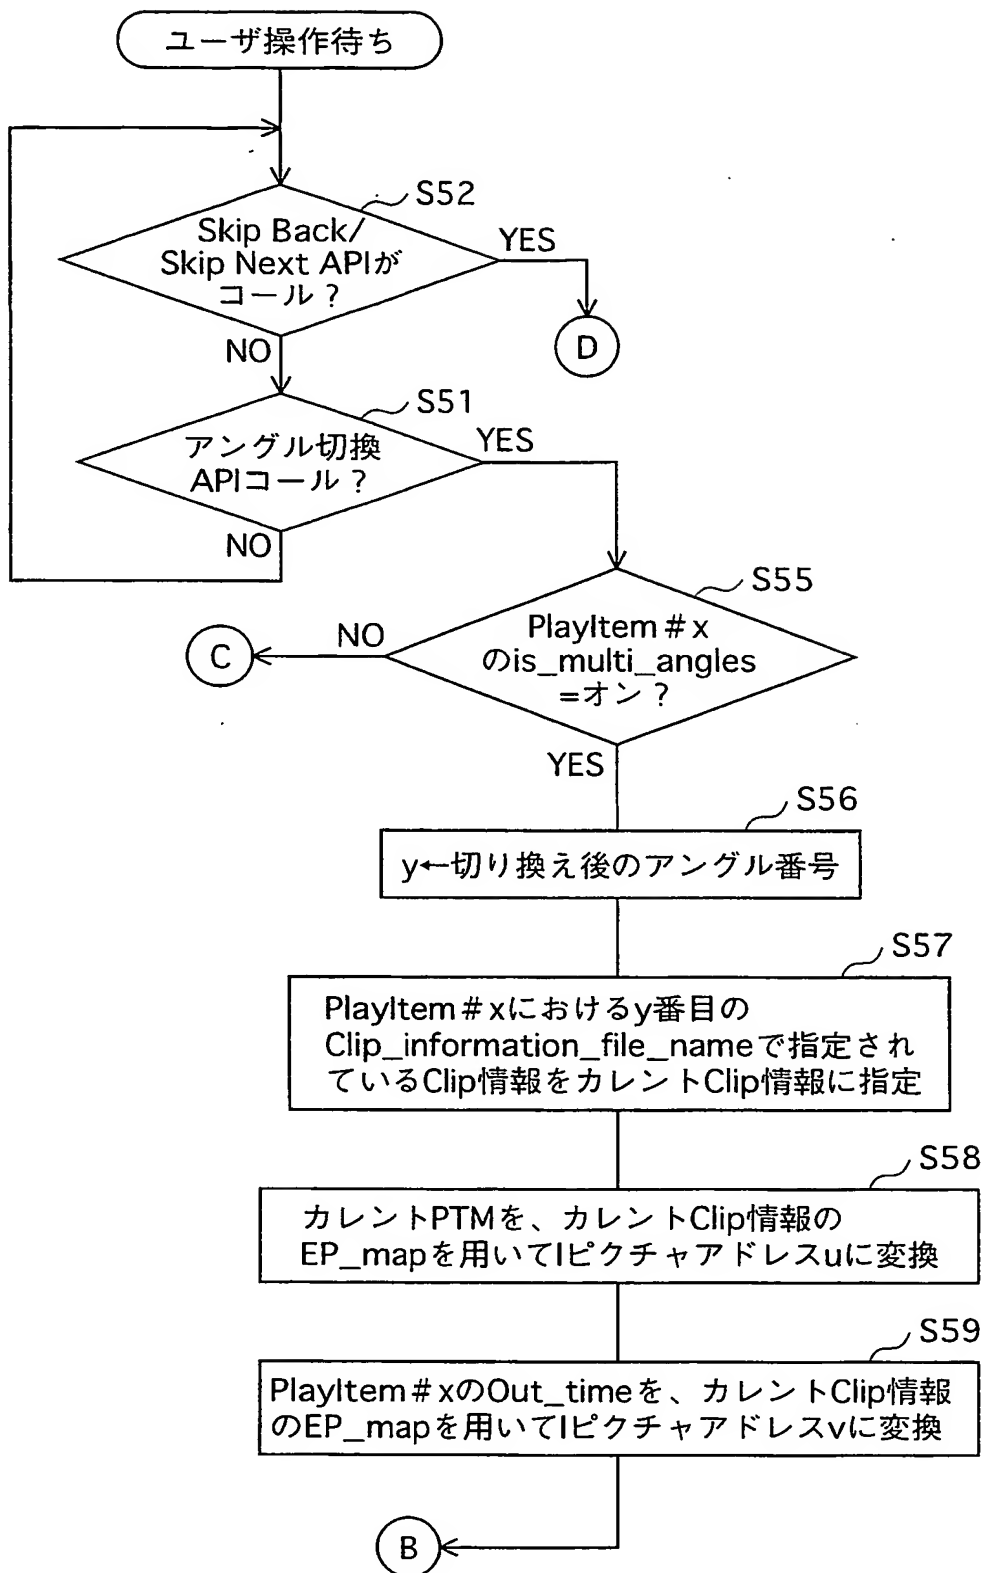 ユーザ操作待ち
S52
Skip Back/
Skip Next APIが
コール？
YES
D
NO
S51
アングル切換
APIコール？
YES
NO
S55
PlayItem＃x
のis_multi_angles
=オン？
NO
C
YES
S56
y←切り換え後のアングル番号
S57
PlayItem＃xにおけるy番目の
Clip_information_file_nameで指定され
ているClip情報をカレントClip情報に指定
S58
カレントPTMを、カレントClip情報の
EP_mapを用いてIピクチャアドレスuに変換
S59
PlayItem＃xのOut_timeを、カレントClip情報
のEP_mapを用いてIピクチャアドレスvに変換
B